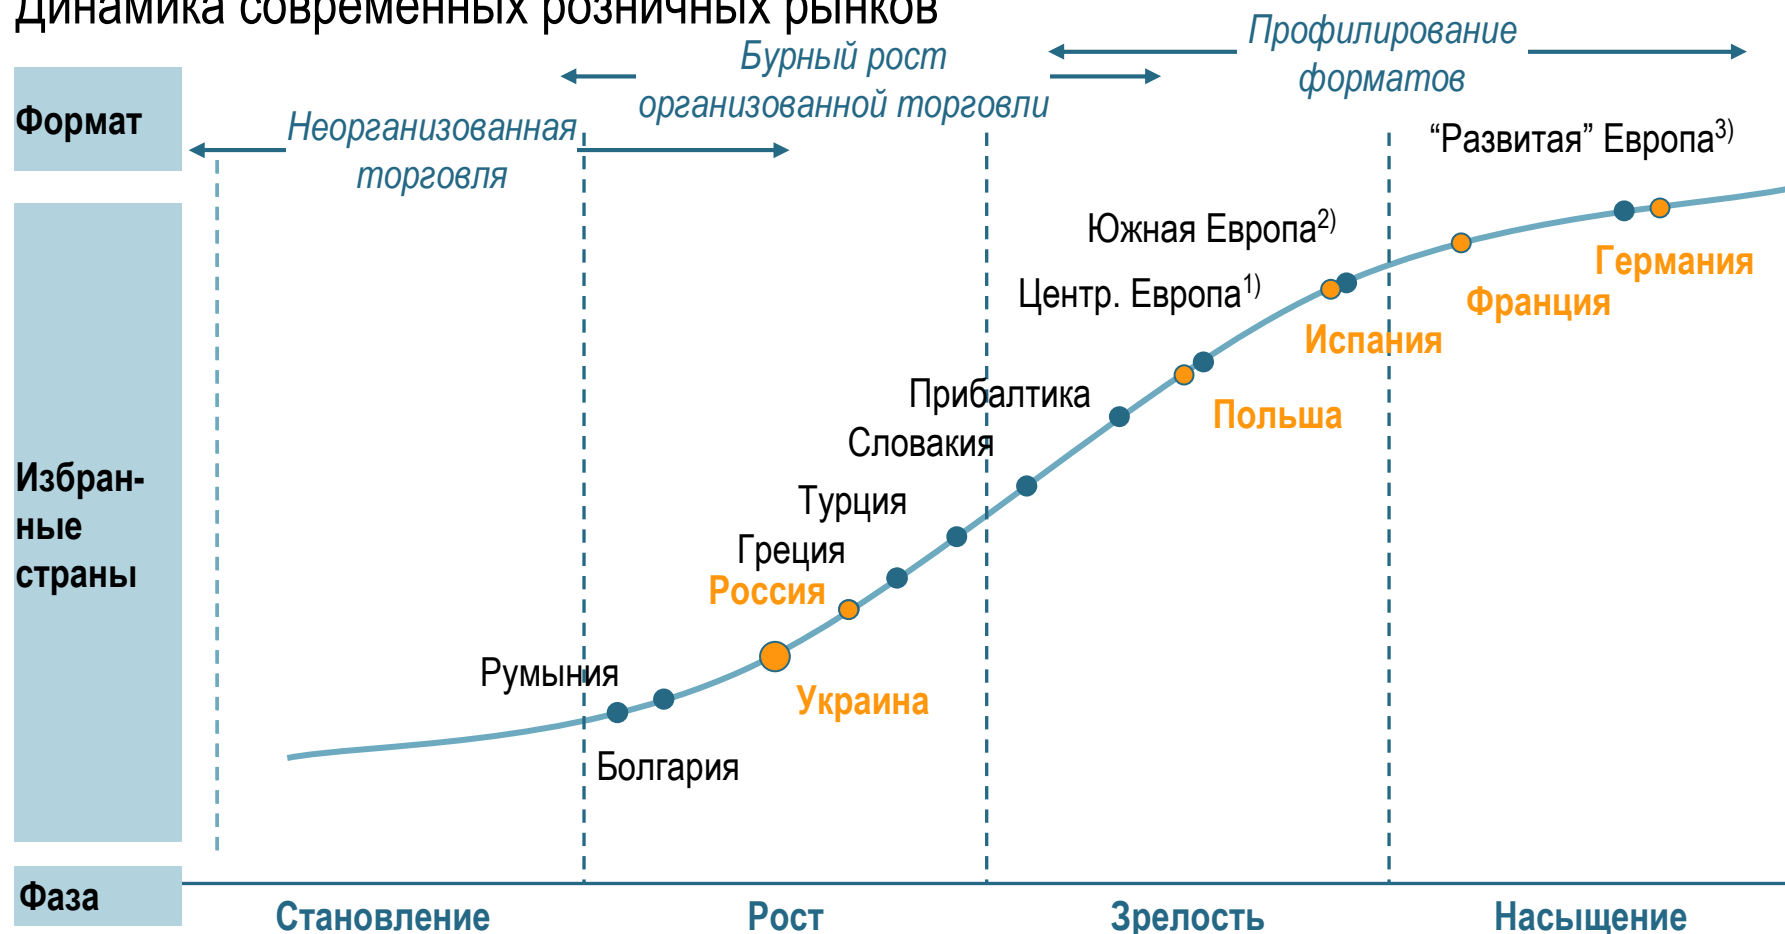 Динамика современных розничных рынков
Формат
Неорганизованная
торговля
Бурный рост
организованной торговли
Профилирование
форматов
“Развитая” Европа3)
Южная Европа2)
Германия
Центр. Европа1)
Франция
Испания
Прибалтика
Польша
Словакия
Избран-
ные
страны
Турция
Греция
Россия
Румыния
Украина
Болгария
Фаза
Становление
Рост
Зрелость
Насыщение